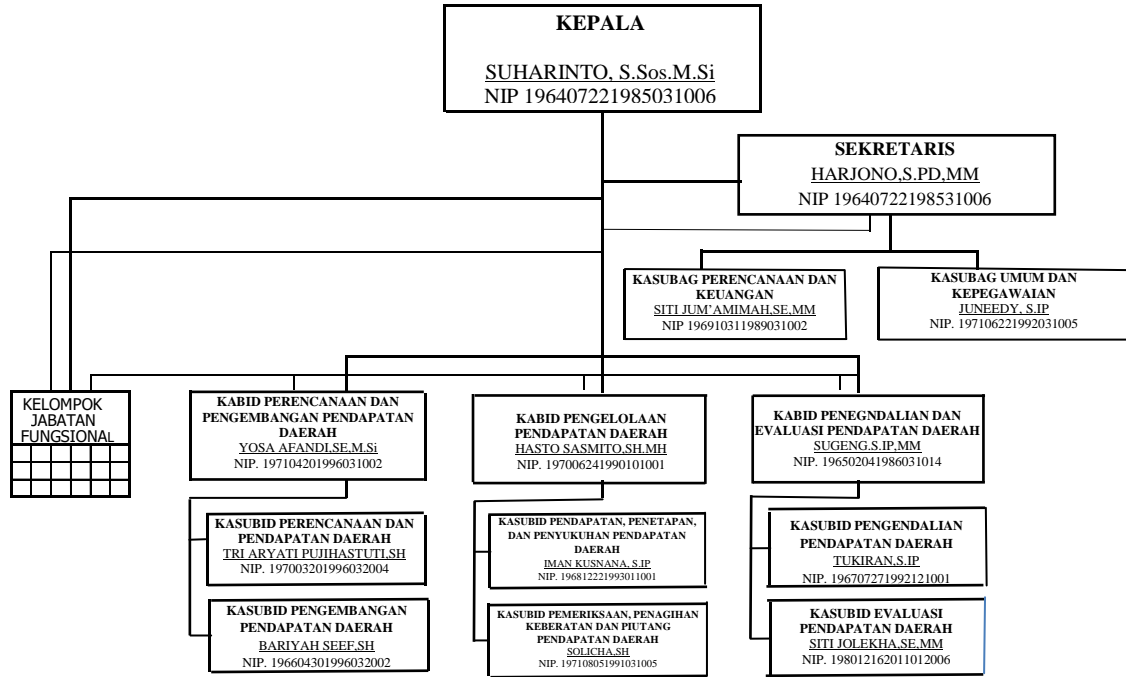 KEPALA
SUHARINTO, S.Sos.M.Si
NIP 196407221985031006
SEKRETARIS
HARJONO,S.PD,MM
NIP 19640722198531006
KASUBAG PERENCANAAN DAN
KEUANGAN
SITI JUM'AMIMAH,SE,MM
NIP 196910311989031002
KASUBAG UMUM DAN
KEPEGAWAIAN
JUNEEDY, S.IP
NIP. 197106221992031005
KELOMPOK
JABATAN
FUNGSIONAL
KABID PERENCANAAN DAN
PENGEMBANGAN PENDAPATAN
DAERAH
YOSA AFANDI,SE,M.Si
NIP. 197104201996031002
KABID PENGELOLAAN
PENDAPATAN DAERAH
HASTO SASMITO,SH.MH
NIP. 197006241990101001
KABID PENEGNDALIAN DAN
EVALUASI PENDAPATAN DAERAH
SUGENG.S.IP,MM
NIP. 196502041986031014
KASUBID PERENCANAAN DAN
PENDAPATAN DAERAH
TRI ARYATI PUJIHASTUTI,SH
NIP. 197003201996032004
KASUBID PENDAPATAN, PENETAPAN,
DAN PENYUKUHAN PENDAPATAN
DAERAH
IMAN KUSNANA, S.IP
NIP. 196812221993011001
KASUBID PENGENDALIAN
PENDAPATAN DAERAH
TUKIRAN,S.IP
NIP. 196707271992121001
KASUBID PENGEMBANGAN
PENDAPATAN DAERAH
BARIYAH SEEF,SH
NIP. 196604301996032002
KASUBID PEMERIKSAAN, PENAGIHAN
KEBERATAN DAN PIUTANG
PENDAPATAN DAERAH
SOLICHA,SH
NIP. 197108051991031005
KASUBID EVALUASI
PENDAPATAN DAERAH
SITI JOLEKHA,SE,MM
NIP. 198012162011012006